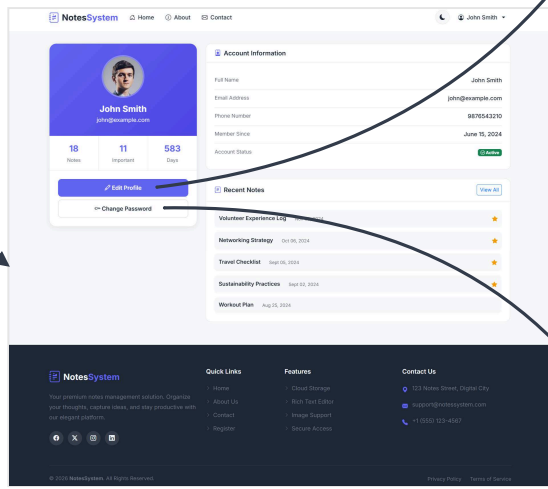 NotesSystem Home About Contact John Smith
John Smith
john@example.com
18 11 583
Notes Important Days
Edit Profile
Change Password
Account Information
Full Name John Smith
Email Address john@example.com
Phone Number 9876543210
Member Since June 15, 2024
Account Status Active
Recent Notes View All
Volunteer Experience Log 2024
Networking Strategy Oct 06, 2024
Travel Checklist Sept 05, 2024
Sustainability Practices Sept 02, 2024
Workout Plan Aug 25, 2024
NotesSystem
Your premium notes management solution. Organize
your thoughts, capture ideas, and stay productive with
our elegant platform.
Quick Links
Home
About Us
Contact
Register
Features
Cloud Storage
Rich Text Editor
Image Support
Secure Access
Contact Us
123 Notes Street, Digital City
support@notessystem.com
+1 (555) 123-4567
© 2026 NotesSystem. All Rights Reserved.
Privacy Policy Terms of Service